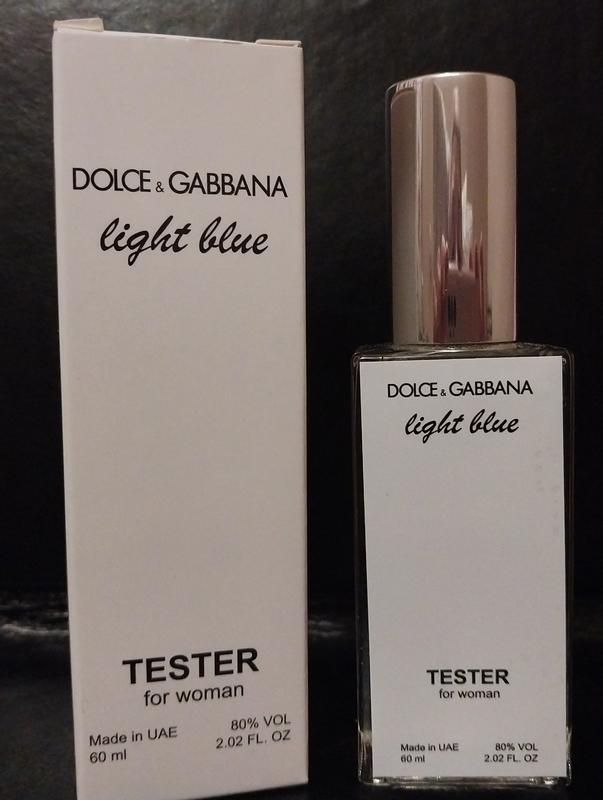 DOLCE & GABBANA
light blue
TESTER
for woman
Made in UAE 80% VOL
60 ml 2.02 FL. OZ
DOLCE & GABBANA
light blue
TESTER
for woman
Made in UAE 80% VOL
60 ml 2.02 FL. OZ